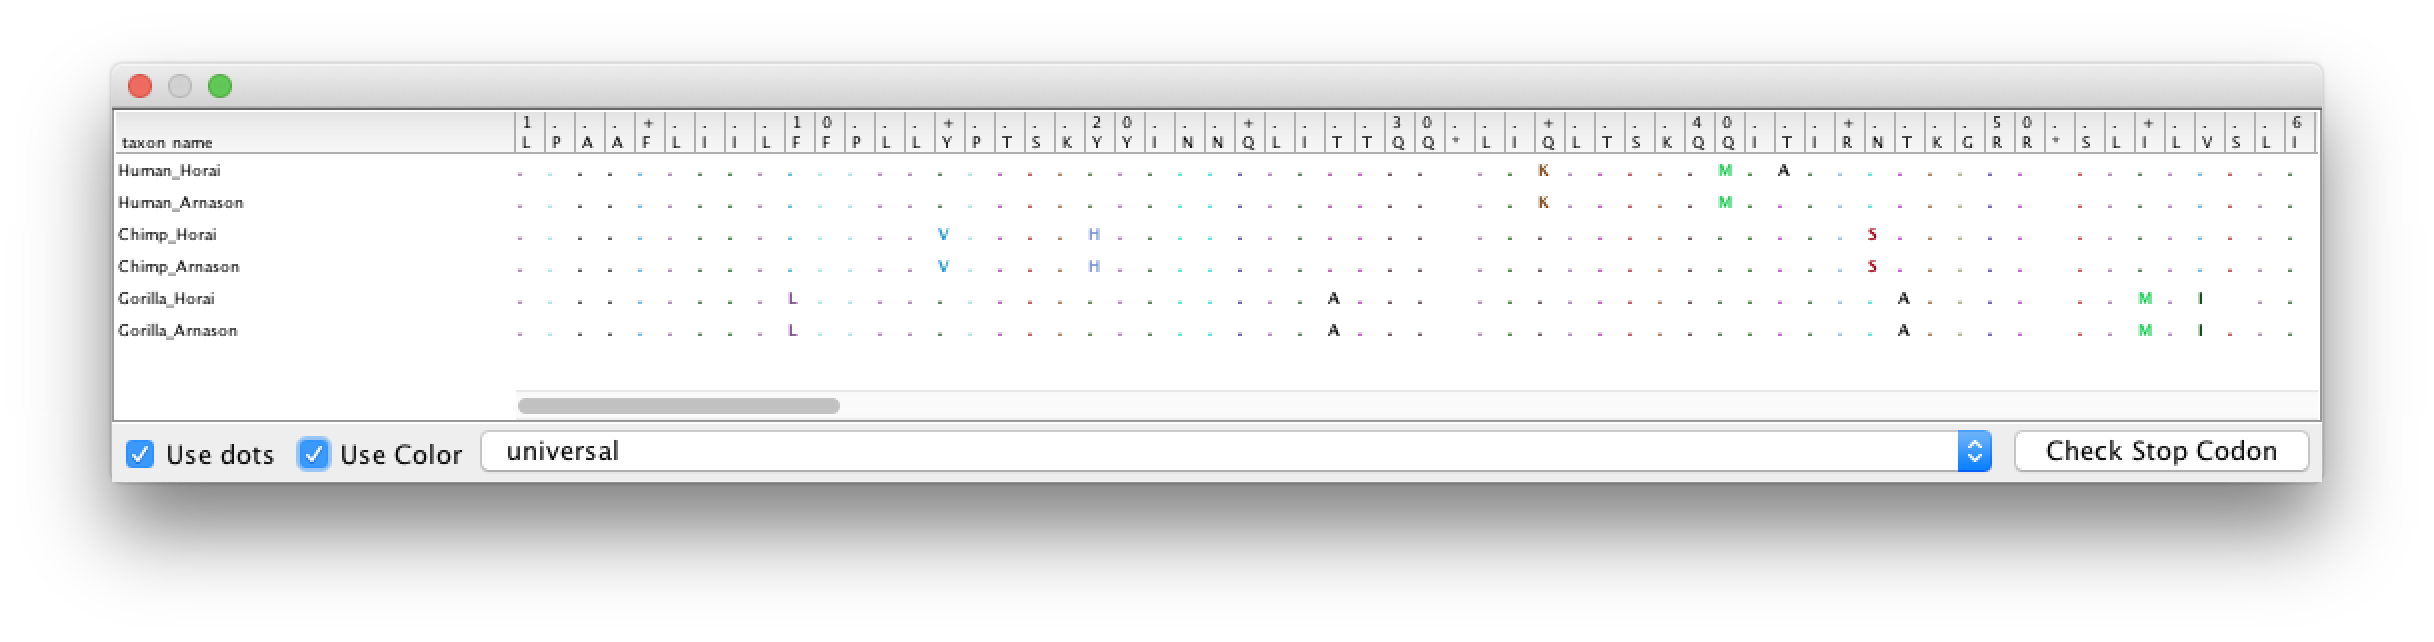 1 . . . + . . . . 1 0 . . . + . . . . 2 0 . . . + . . . . 3 0 . . . + . . . . 4 0 . . . + . . . . 5 0 . . . + . . . . 6
taxon name L P A A F L I I L F F P L L Y P T S K Y Y I N N Q L I T T Q Q * L I Q L T S K Q Q I T I R N T K G R R * S L I L V S L I
Human_Horai . . . . . . . . . . . . . . . . . . . . . . . . . . . . . . . . . K . . . . . M . A . . . . . . . . . . . . . . . .
Human_Arnason . . . . . . . . . . . . . . . . . . . . . . . . . . . . . . . . . K . . . . . M . . . . . . . . . . . . . . . . . .
Chimp_Horai . . . . . . . . . . . . . . V . . . . H . . . . . . . . . . . . . . . . . . . . . . . . S . . . . . . . . . . . . .
Chimp_Arnason . . . . . . . . . . . . . . V . . . . H . . . . . . . . . . . . . . . . . . . . . . . . S . . . . . . . . . . . . .
Gorilla_Horai . . . . . . . . . L . . . . . . . . . . . . . . . . . A . . . . . . . . . . . . . . . . . A . . . . . . M . I . .
Gorilla_Arnason . . . . . . . . . L . . . . . . . . . . . . . . . . . A . . . . . . . . . . . . . . . . . A . . . . . . M . I . . .
Use dots Use Color universal Check Stop Codon